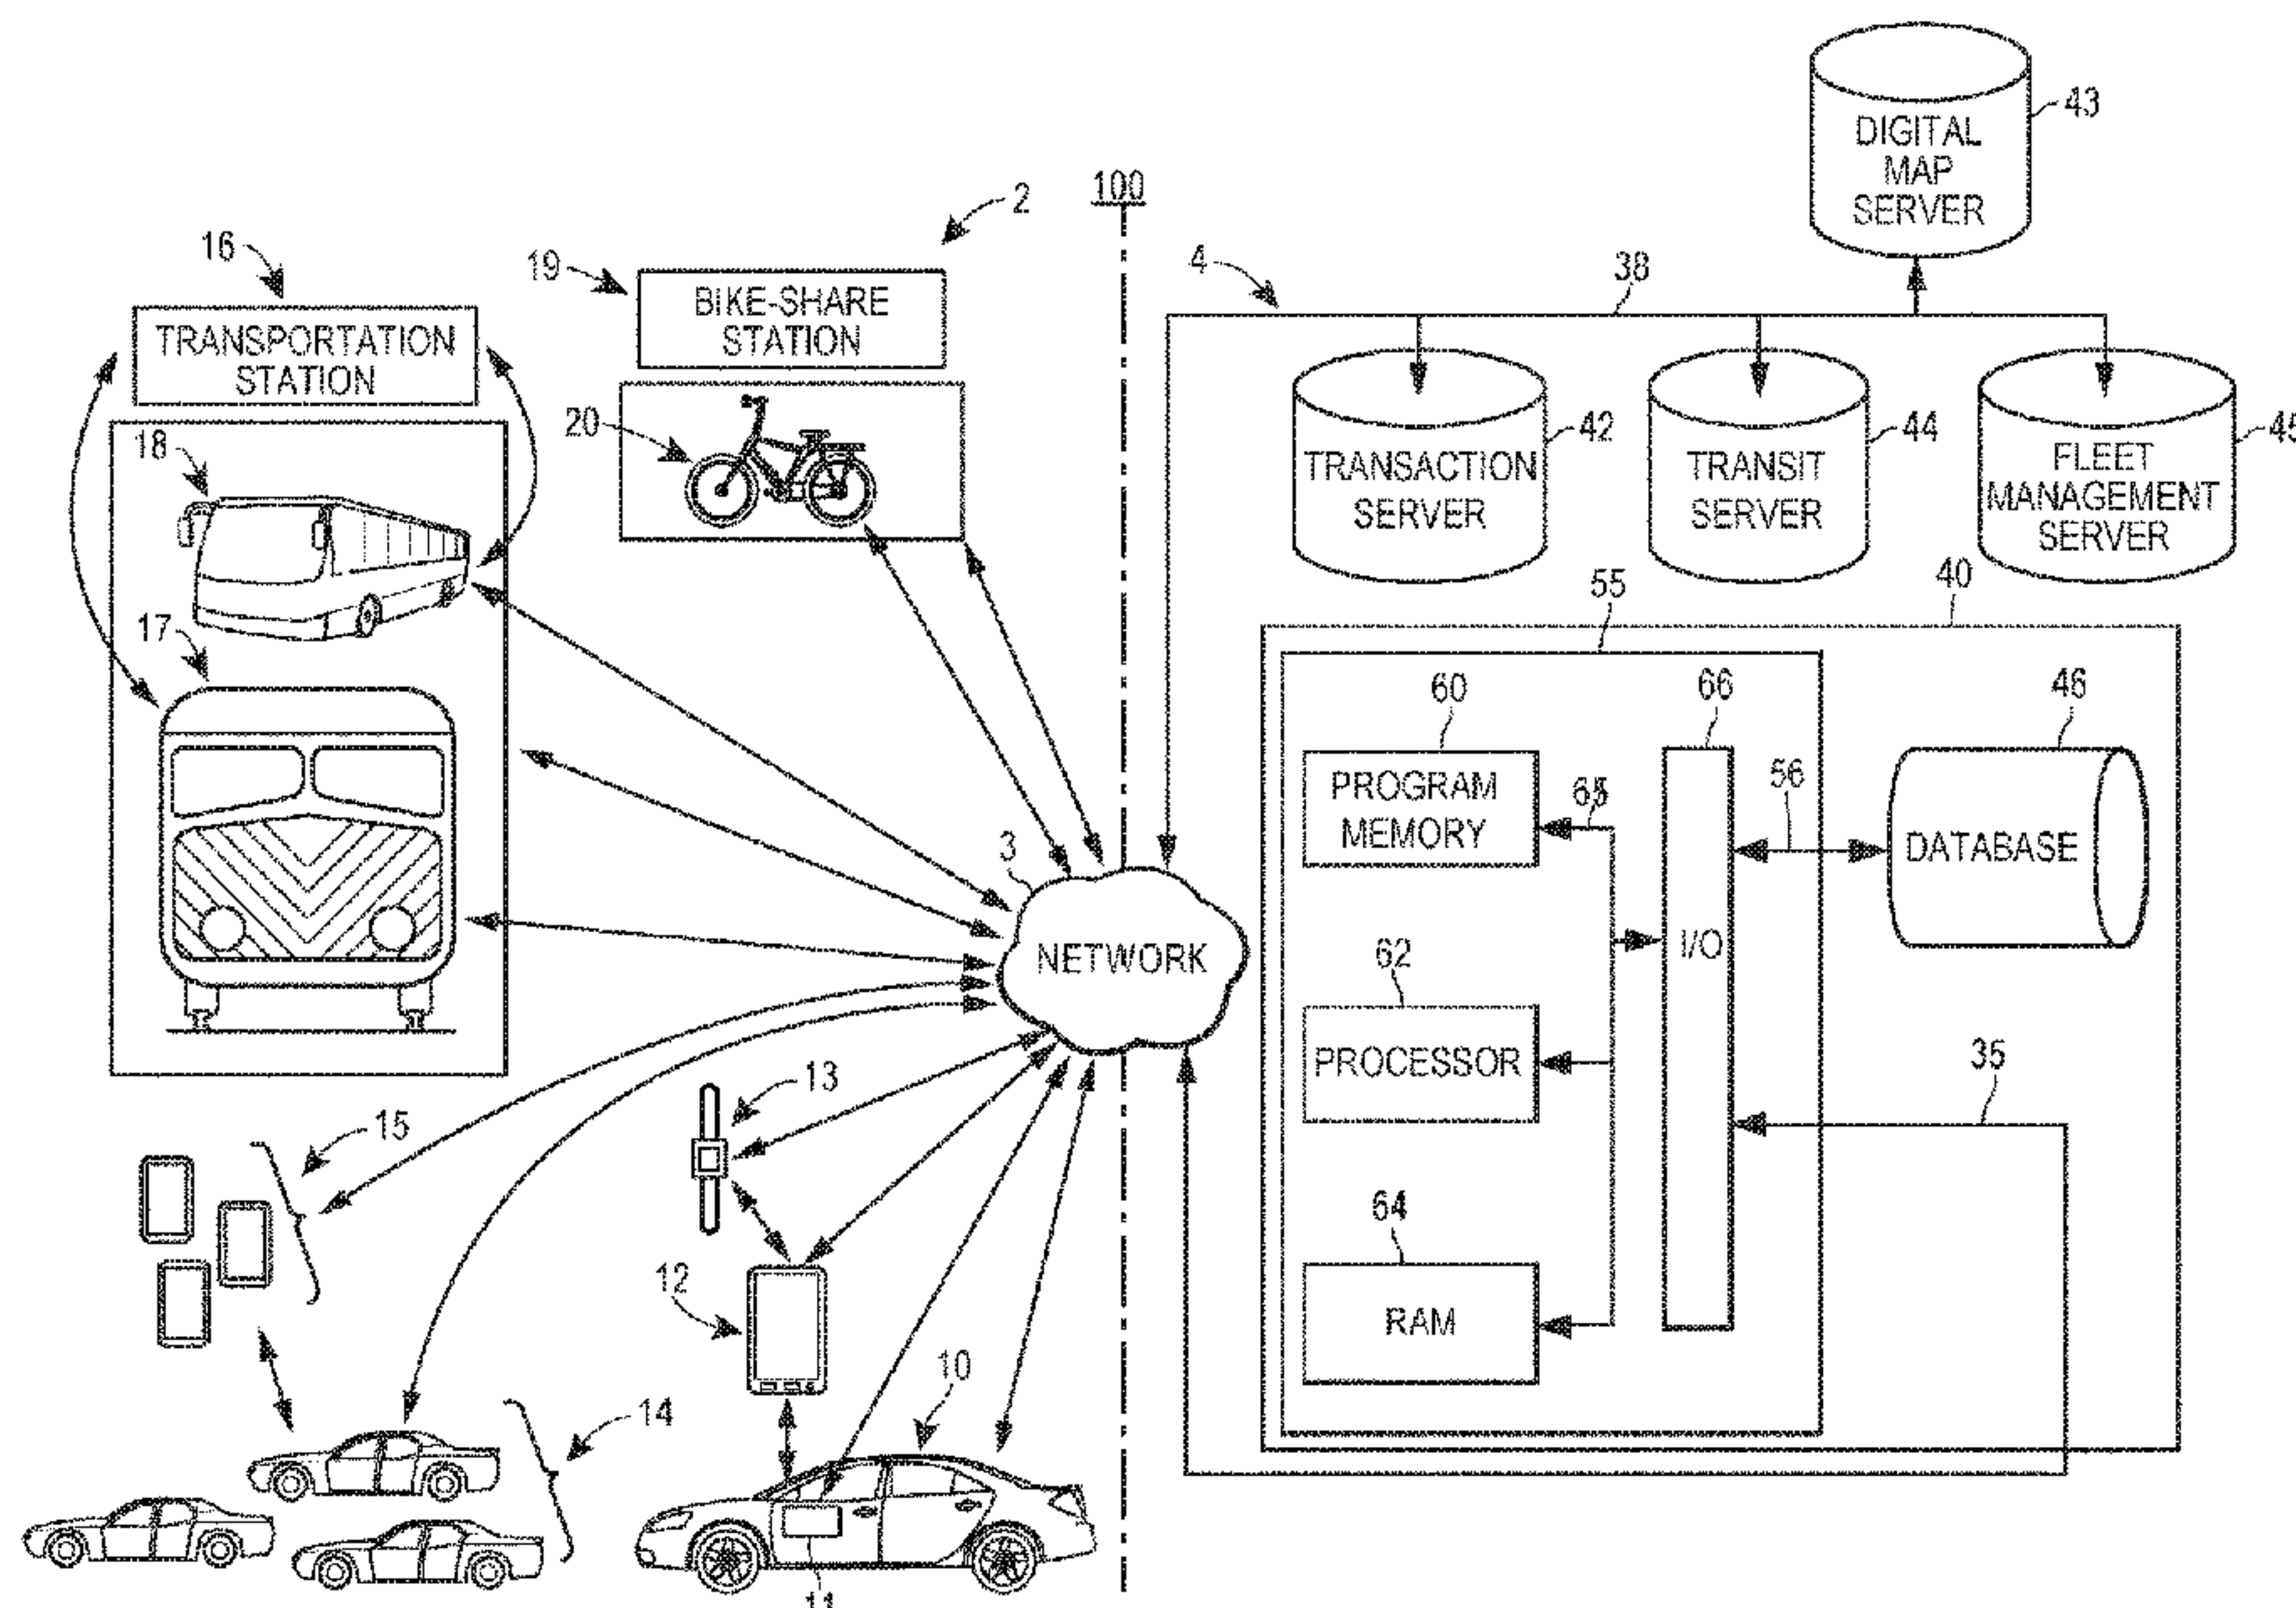 100
2
16
TRANSPORTATION
STATION
19
BIKE-SHARE
STATION
18
20
17
3
NETWORK
13
15
12
14
10
11
4
38
DIGITAL
MAP
SERVER
43
TRANSACTION
SERVER
42
TRANSIT
SERVER
44
FLEET
MANAGEMENT
SERVER
45
40
55
60
PROGRAM
MEMORY
66
I/O
56
46
DATABASE
62
PROCESSOR
35
64
RAM